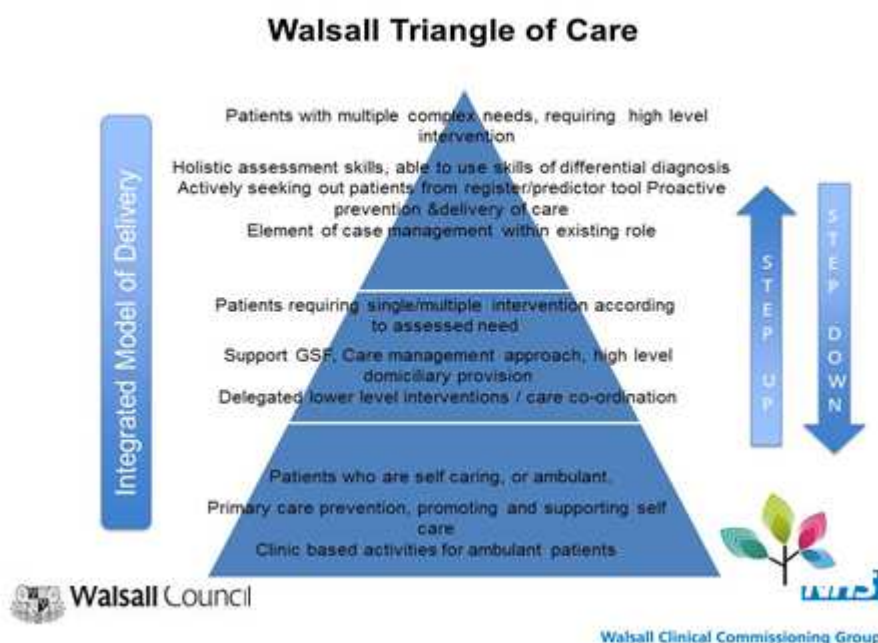 Walsall Triangle of Care
Integrated Model of Delivery
Patients with multiple complex needs, requiring high level
intervention
Holistic assessment skills, able to use skills of differential diagnosis
Actively seeking out patients from register/predictor tool Proactive
prevention &delivery of care
Element of case management within existing role
Patients requiring single/multiple intervention according
to assessed need
Support GSF, Care management approach, high level
domiciliary provision
Delegated lower level interventions / care co-ordination
Patients who are self caring, or ambulant,
Primary care prevention, promoting and supporting self
care
Clinic based activities for ambulant patients
STEP UP
STEP DOWN
Walsall Council
NHS
Walsall Clinical Commissioning Group